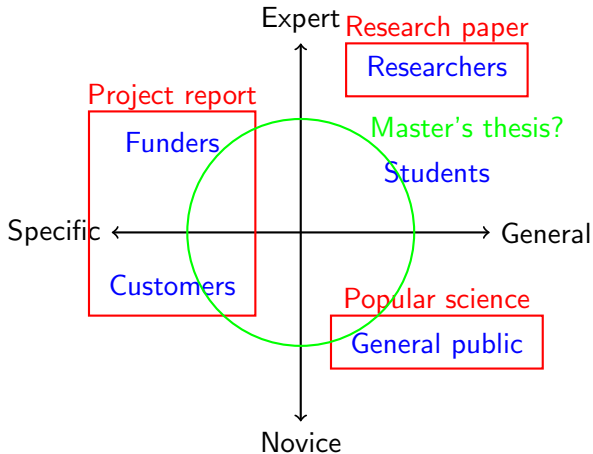 Expert
Research paper
Researchers
Project report
Funders
Master's thesis?
Students
Specific
General
Customers
Popular science
General public
Novice